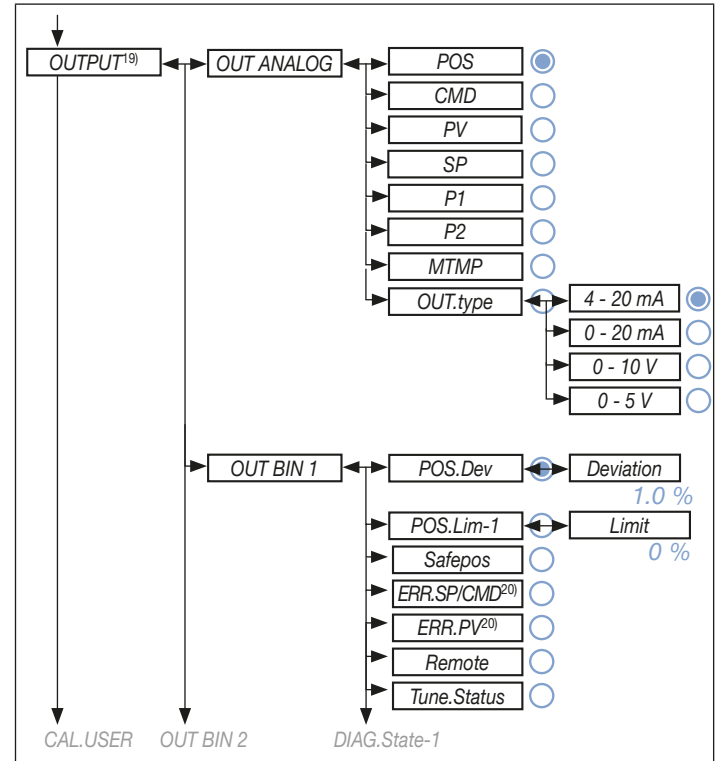 OUTPUT19) OUT ANALOG POS
CMD
PV
SP
P1
P2
MTMP
OUT.type 4 - 20 mA
0 - 20 mA
0 - 10 V
0 - 5 V
OUT BIN 1 POS.Dev Deviation
1.0 %
POS.Lim-1 Limit
0 %
Safepos
ERR.SP/CMD20)
ERR.PV20)
Remote
Tune.Status
CAL.USER OUT BIN 2 DIAG.State-1